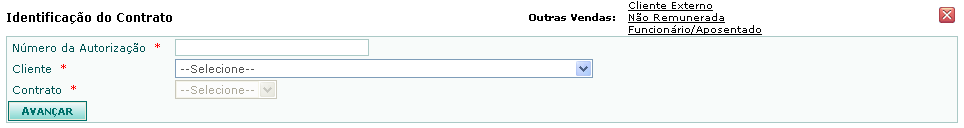 Identificação do Contrato
Outras Vendas:
Cliente Externo
Não Remunerada
Funcionário/Aposentado
Número da Autorização *
Cliente *
--Selecione--
Contrato *
--Selecione--
AVANÇAR